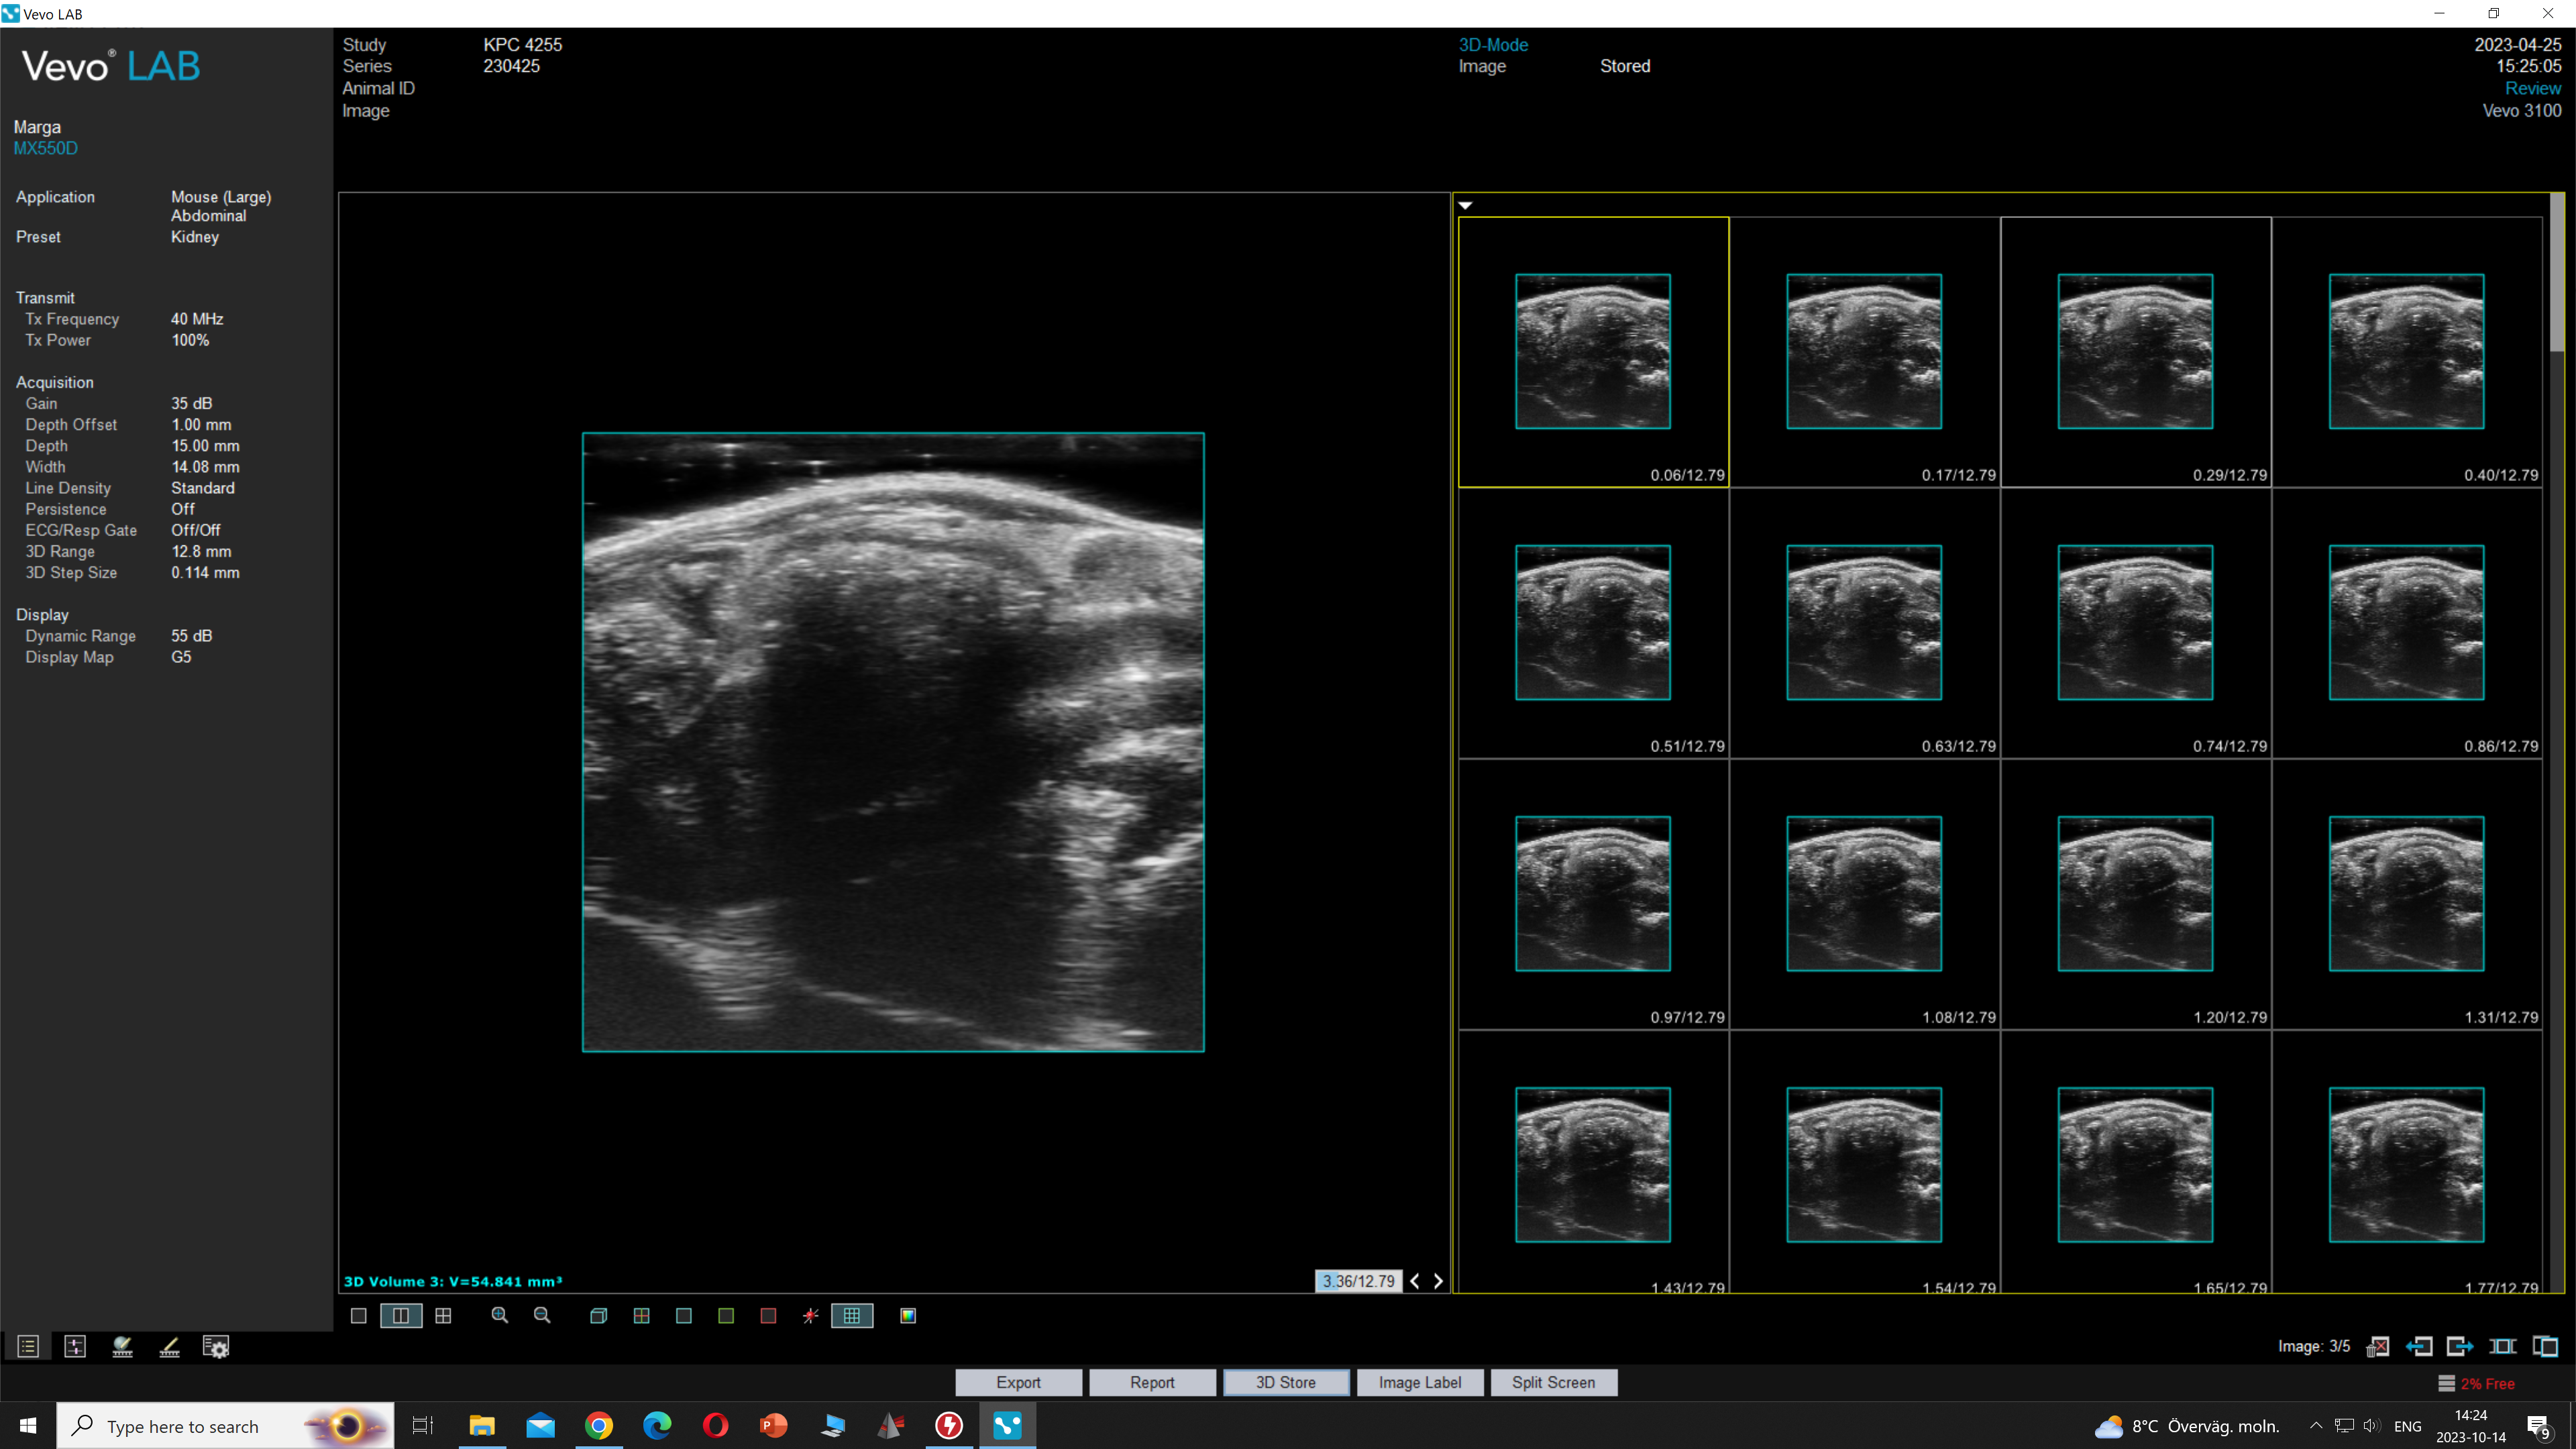 Vevo LAB
Vevo® LAB
Marga
MX550D
Application Mouse (Large)
Abdominal
Preset Kidney
Transmit
Tx Frequency 40 MHz
Tx Power 100%
Acquisition
Gain 35 dB
Depth Offset 1.00 mm
Depth 15.00 mm
Width 14.08 mm
Line Density Standard
Persistence Off
ECG/Resp Gate Off/Off
3D Range 12.8 mm
3D Step Size 0.114 mm
Display
Dynamic Range 55 dB
Display Map G5
Study KPC 4255
Series 230425
Animal ID
Image
3D-Mode
Image Stored
2023-04-25
15:25:05
Review
Vevo 3100
0.06/12.79 0.17/12.79 0.29/12.79 0.40/12.79
0.51/12.79 0.63/12.79 0.74/12.79 0.86/12.79
0.97/12.79 1.08/12.79 1.20/12.79 1.31/12.79
1.43/12.79 1.54/12.79 1.65/12.79 1.77/12.79
3D Volume 3: V=54.841 mm³
3.36/12.79
Image: 3/5
Export Report 3D Store Image Label Split Screen
2% Free
Type here to search
8°C Överväg. moln.
ENG
14:24
2023-10-14
9